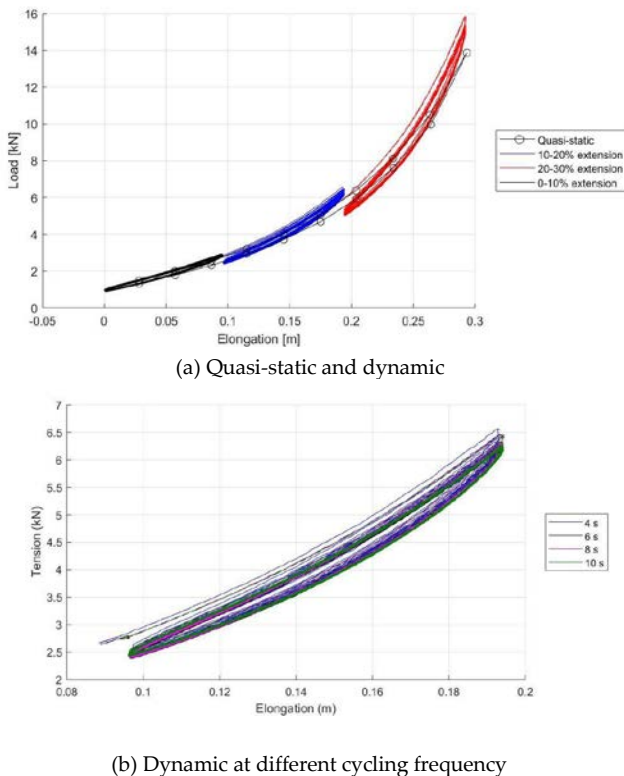 16
14
12
10
8
6
4
2
0
Load [kN]
-0.05 0 0.05 0.1 0.15 0.2 0.25 0.3
Elongation [m]
Quasi-static
10-20% extension
20-30% extension
0-10% extension
(a) Quasi-static and dynamic
7
6.5
6
5.5
5
4.5
4
3.5
3
2.5
2
Tension (kN)
0.08 0.1 0.12 0.14 0.16 0.18 0.2
Elongation (m)
4 s
6 s
8 s
10 s
(b) Dynamic at different cycling frequency